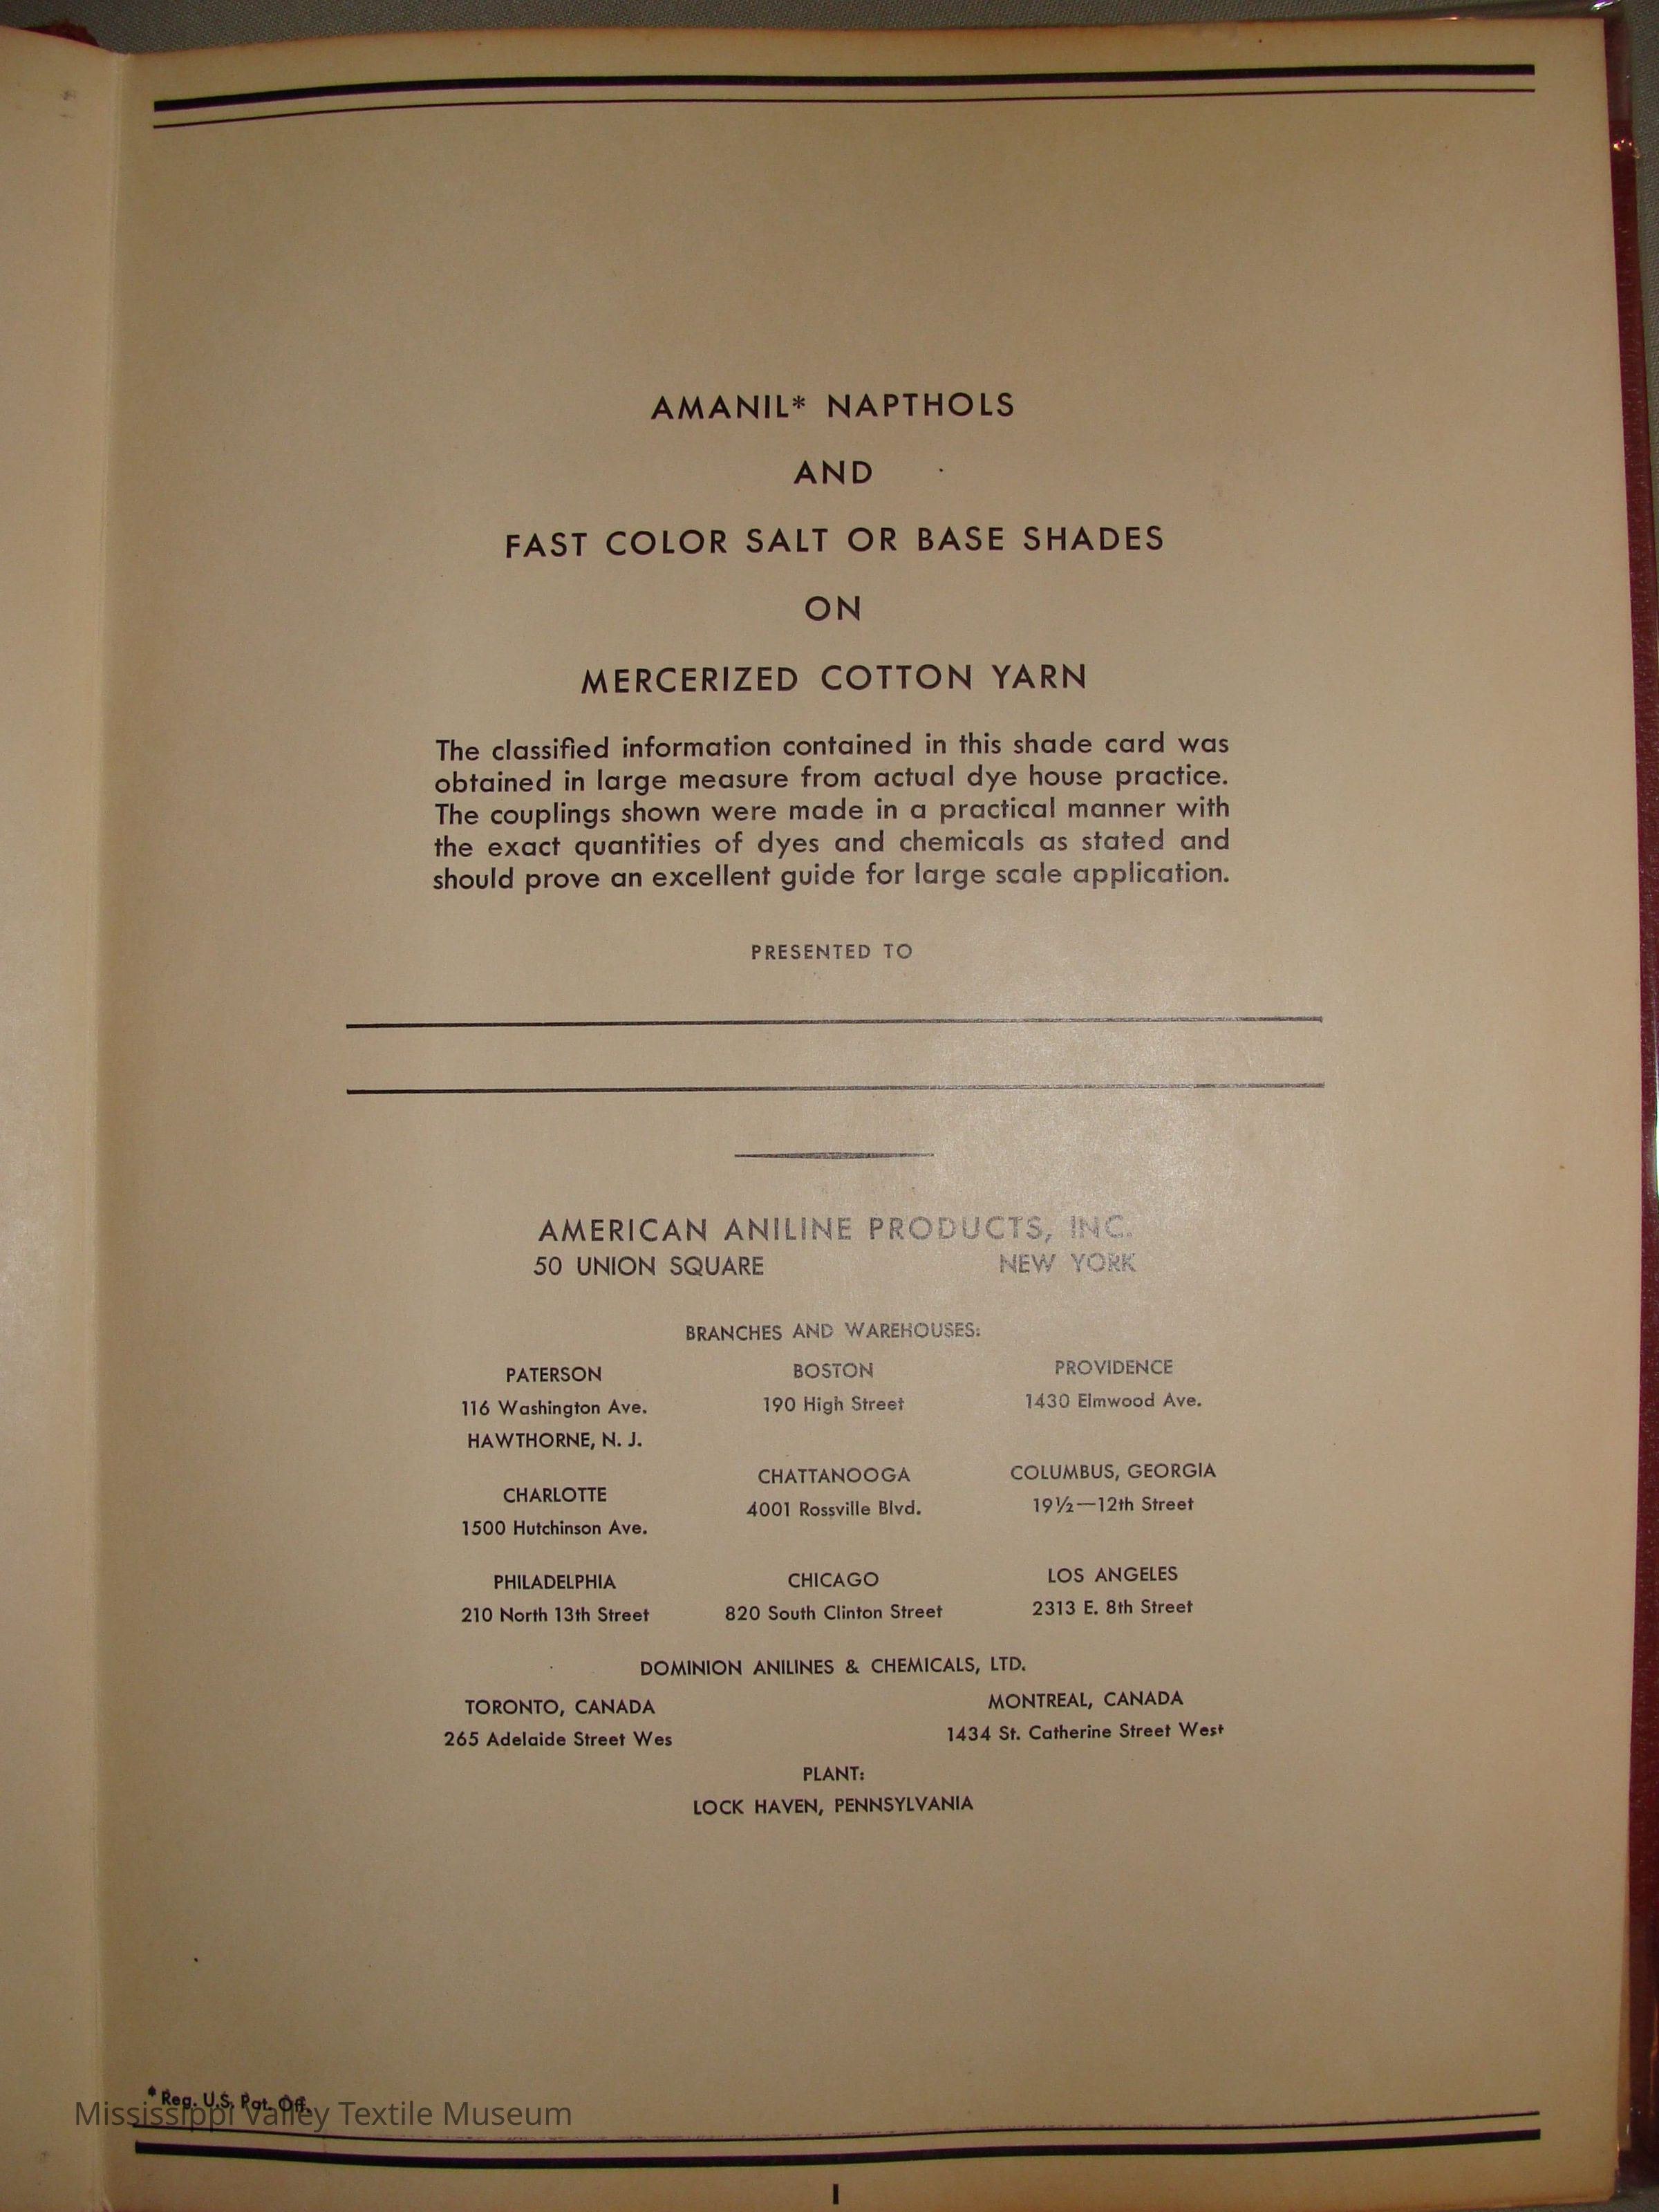 AMANIL* NAPTHOLS
AND
FAST COLOR SALT OR BASE SHADES
ON
MERCERIZED COTTON YARN
The classified information contained in this shade card was
obtained in large measure from actual dye house practice.
The couplings shown were made in a practical manner with
the exact quantities of dyes and chemicals as stated and
should prove an excellent guide for large scale application.
PRESENTED TO
AMERICAN ANILINE PRODUCTS, INC.
50 UNION SQUARE NEW YORK
BRANCHES AND WAREHOUSES:
PATERSON BOSTON PROVIDENCE
116 Washington Ave. 190 High Street 1430 Elmwood Ave.
HAWTHORNE, N. J.
CHARLOTTE CHATTANOOGA COLUMBUS, GEORGIA
1500 Hutchinson Ave. 4001 Rossville Blvd. 19½—12th Street
PHILADELPHIA CHICAGO LOS ANGELES
210 North 13th Street 820 South Clinton Street 2313 E. 8th Street
DOMINION ANILINES & CHEMICALS, LTD.
TORONTO, CANADA MONTREAL, CANADA
265 Adelaide Street Wes 1434 St. Catherine Street West
PLANT:
LOCK HAVEN, PENNSYLVANIA
* Reg. U.S. Pat. Off.
Mississippi Valley Textile Museum
1